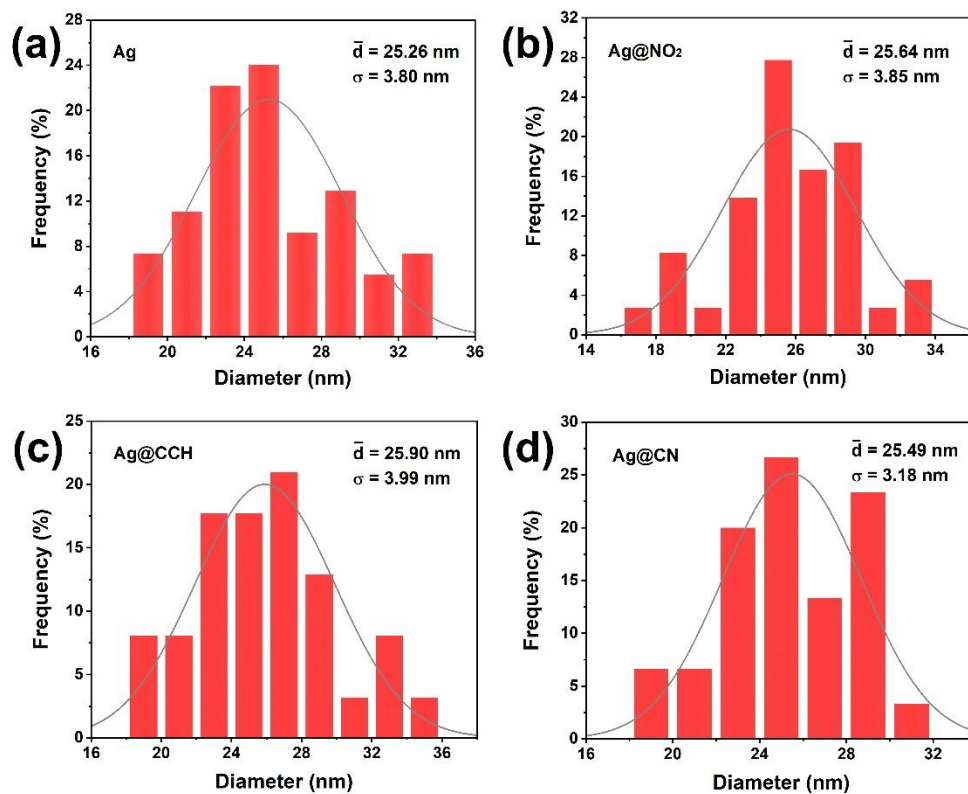 (a)
Ag
d̄ = 25.26 nm
σ = 3.80 nm
Frequency (%)
28
24
20
16
12
8
4
0
16 20 24 28 32 36
Diameter (nm)
(b)
Ag@NO₂
d̄ = 25.64 nm
σ = 3.85 nm
Frequency (%)
32
28
24
20
16
12
8
4
0
14 18 22 26 30 34
Diameter (nm)
(c)
Ag@CCH
d̄ = 25.90 nm
σ = 3.99 nm
Frequency (%)
25
20
15
10
5
0
16 20 24 28 32 36
Diameter (nm)
(d)
Ag@CN
d̄ = 25.49 nm
σ = 3.18 nm
Frequency (%)
30
25
20
15
10
5
0
16 20 24 28 32
Diameter (nm)